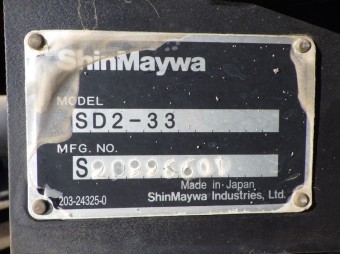 ShinMaywa
MODEL
SD2-33
MFG. NO.
Made in Japan
203-24325-0 ShinMaywa Industries, Ltd.